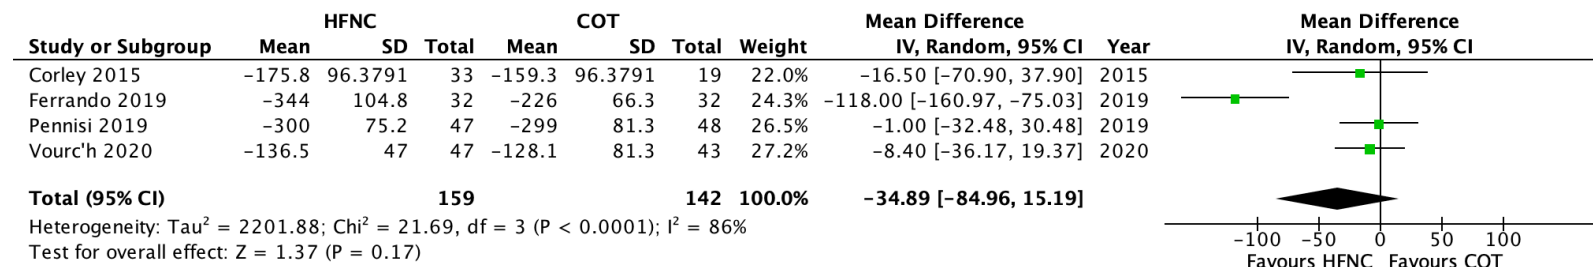 HFNC COT Mean Difference Mean Difference
Study or Subgroup Mean SD Total Mean SD Total Weight IV, Random, 95% CI Year IV, Random, 95% CI
Corley 2015 −175.8 96.3791 33 −159.3 96.3791 19 22.0% −16.50 [−70.90, 37.90] 2015
Ferrando 2019 −344 104.8 32 −226 66.3 32 24.3% −118.00 [−160.97, −75.03] 2019
Pennisi 2019 −300 75.2 47 −299 81.3 48 26.5% −1.00 [−32.48, 30.48] 2019
Vourc'h 2020 −136.5 47 47 −128.1 81.3 43 27.2% −8.40 [−36.17, 19.37] 2020
Total (95% CI) 159 142 100.0% −34.89 [−84.96, 15.19]
Heterogeneity: Tau² = 2201.88; Chi² = 21.69, df = 3 (P < 0.0001); I² = 86%
Test for overall effect: Z = 1.37 (P = 0.17)
−100 −50 0 50 100
Favours HFNC Favours COT